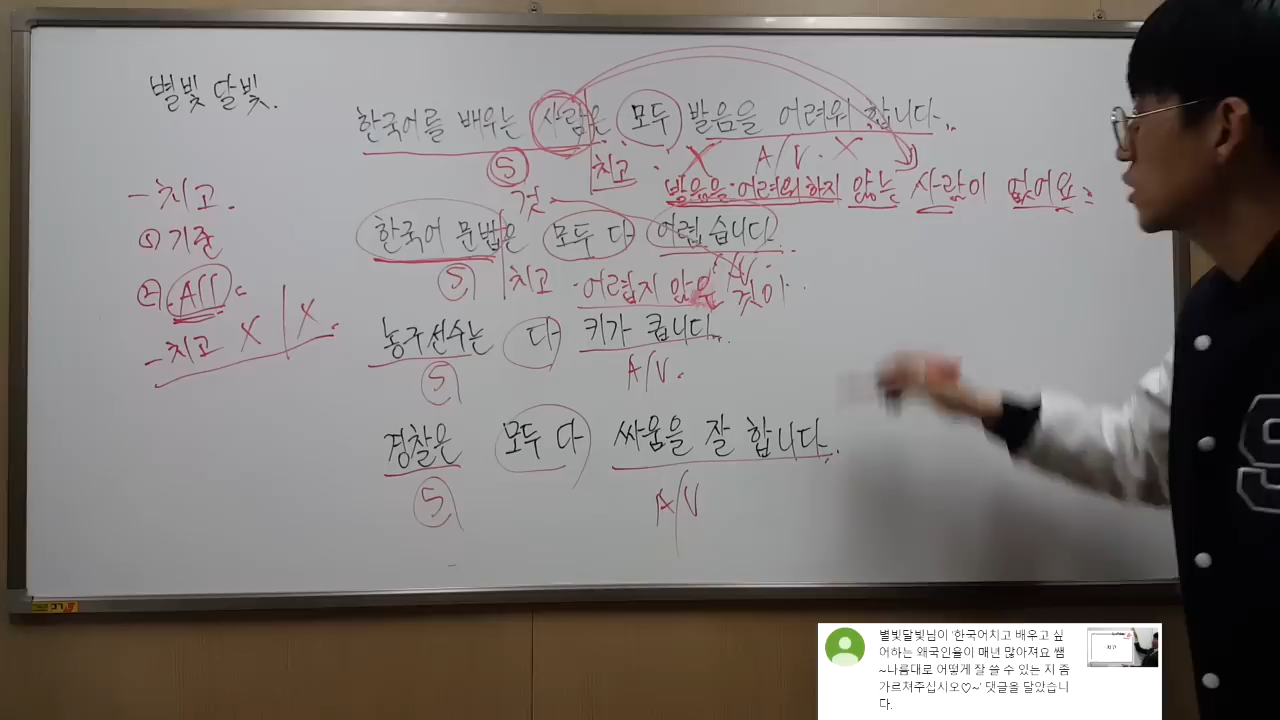 별빛 달빛.
한국어를 배우는 사람은 모두 발음을 어려워 합니다.
S 치고. X A/V. X
발음을 어려워하지 않는 사람이 없어요.
것
한국어 문법은 모두 다 어렵습니다.
S 치고 A/V
어렵지 않은 것이
농구선수는 다 키가 큽니다.
S A/V.
경찰은 모두 다 싸움을 잘 합니다.
S A/V
- 치고.
① 기준
② All
- 치고 X / X.
별빛달빛님이 '한국어치고 배우고 싶
어하는 왜국인율이 매년 많아져요 쌤
~나름대로 어떻게 잘 쓸 수 있는 지 좀
가르쳐주십시오♡~' 댓글을 달았습니
다.
치고